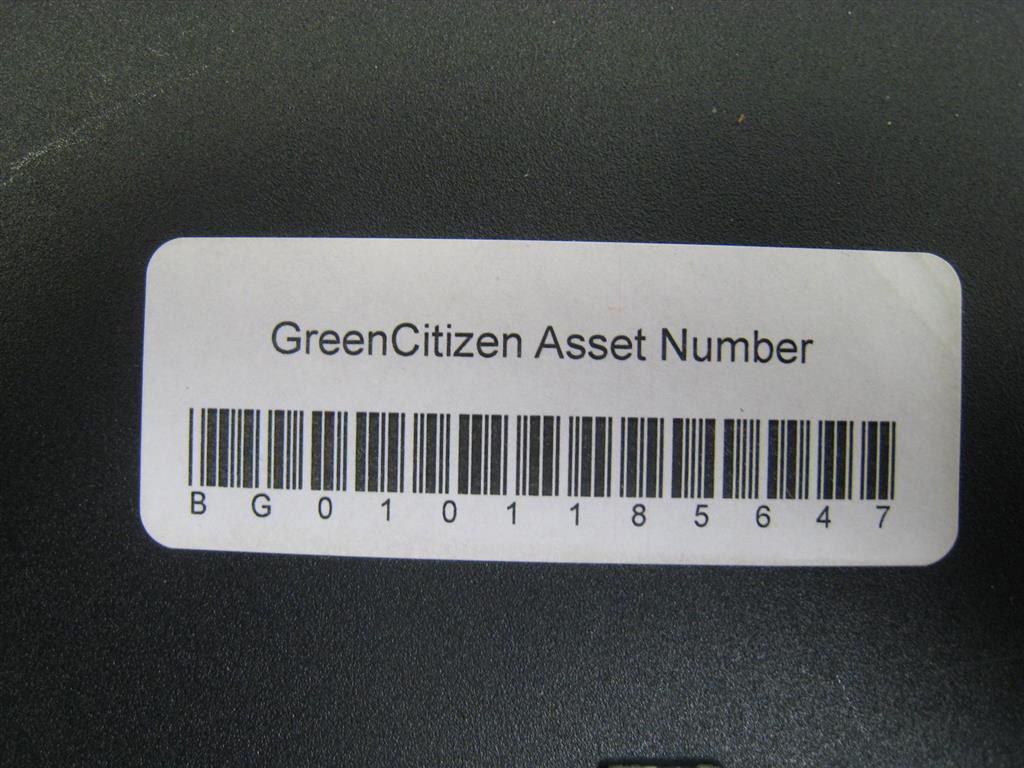 GreenCitizen Asset Number
B G 0 1 0 1 1 8 5 6 4 7